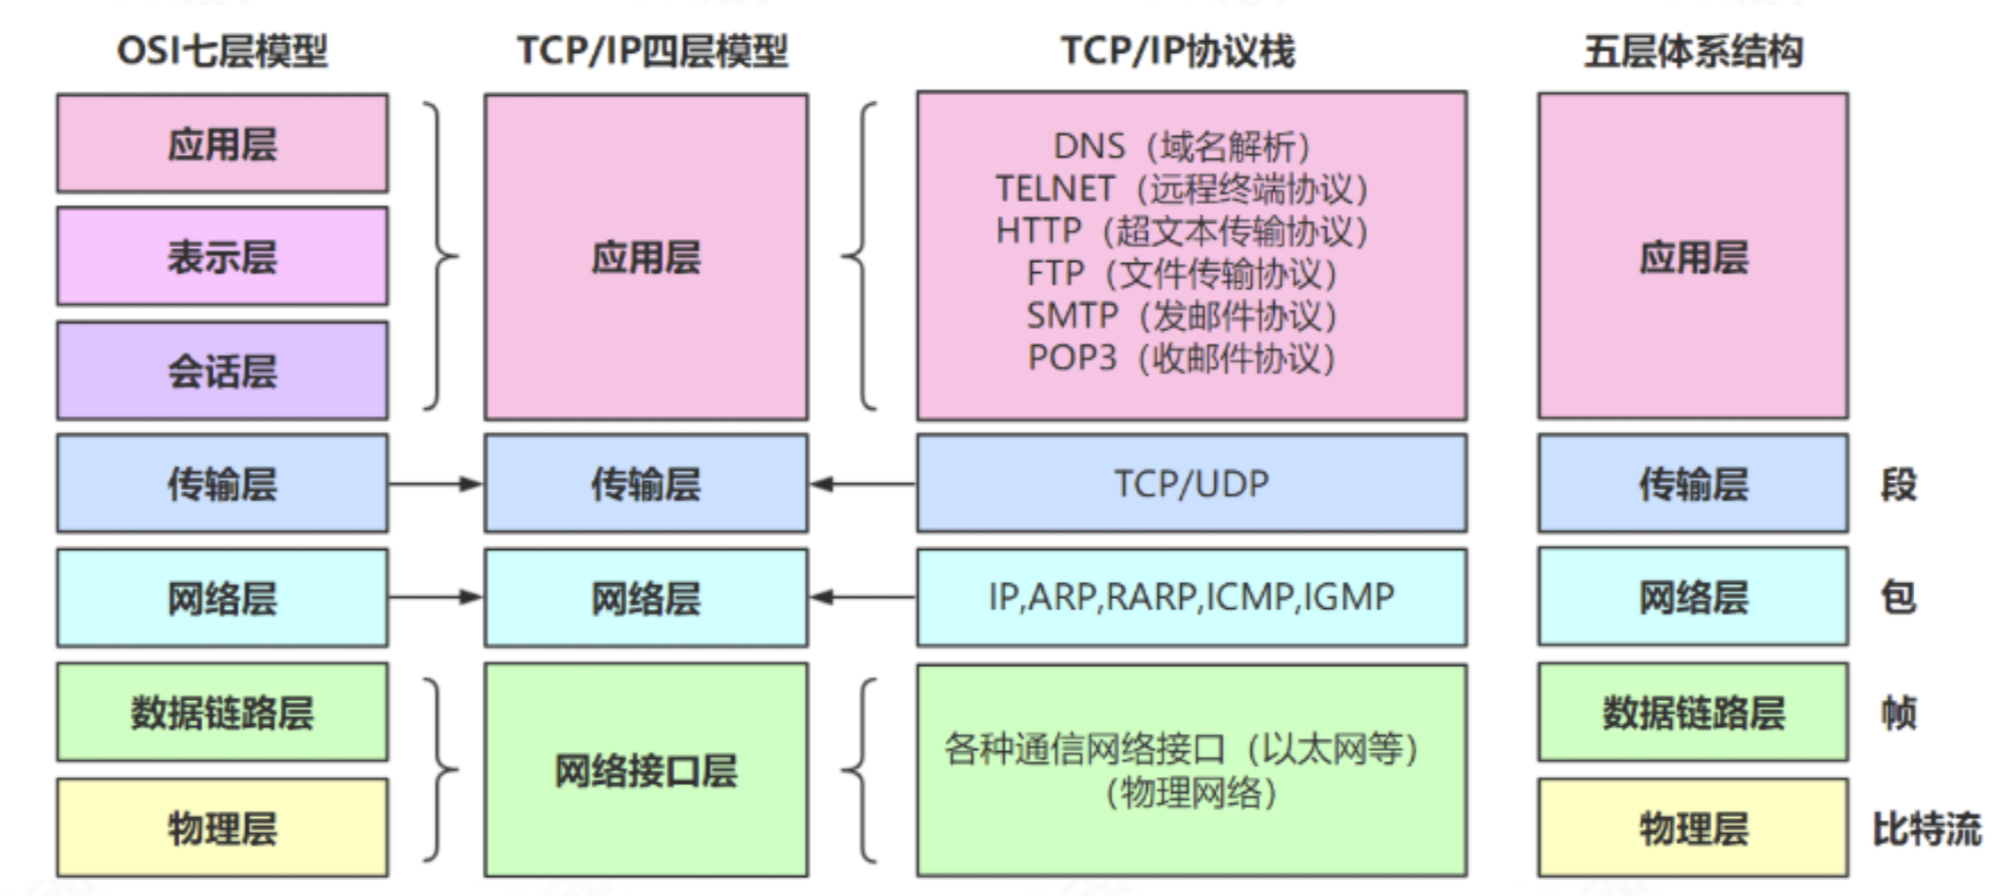 OSI七层模型
应用层
表示层
会话层
传输层
网络层
数据链路层
物理层
TCP/IP四层模型
应用层
传输层
网络层
网络接口层
TCP/IP协议栈
DNS（域名解析）
TELNET（远程终端协议）
HTTP（超文本传输协议）
FTP（文件传输协议）
SMTP（发邮件协议）
POP3（收邮件协议）
TCP/UDP
IP,ARP,RARP,ICMP,IGMP
各种通信网络接口（以太网等）
（物理网络）
五层体系结构
应用层
传输层 段
网络层 包
数据链路层 帧
物理层 比特流